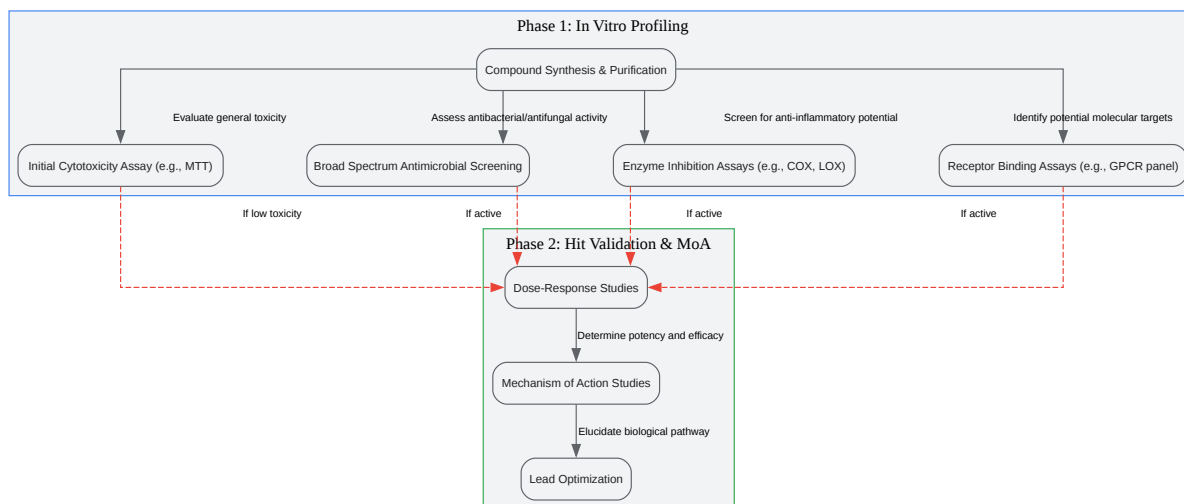 Phase 1: In Vitro Profiling
Compound Synthesis & Purification
Evaluate general toxicity
Assess antibacterial/antifungal activity
Screen for anti-inflammatory potential
Identify potential molecular targets
Initial Cytotoxicity Assay (e.g., MTT)
Broad Spectrum Antimicrobial Screening
Enzyme Inhibition Assays (e.g., COX, LOX)
Receptor Binding Assays (e.g., GPCR panel)
If low toxicity
If active
If active
If active
Phase 2: Hit Validation & MoA
Dose-Response Studies
Determine potency and efficacy
Mechanism of Action Studies
Elucidate biological pathway
Lead Optimization